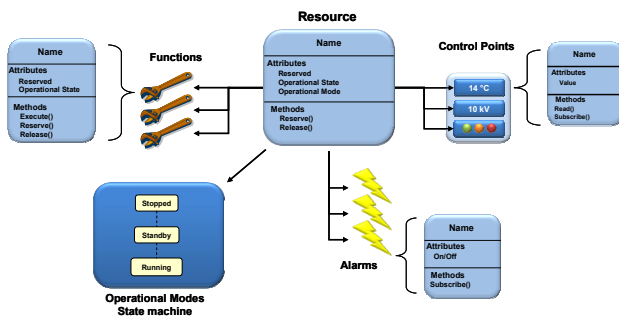 Resource
Name
Attributes
Reserved
Operational State
Operational Mode
Methods
Reserve()
Release()
Functions
Name
Attributes
Reserved
Operational State
Methods
Execute()
Reserve()
Release()
Control Points
14 °C
10 kV
Name
Attributes
Value
Methods
Read()
Subscribe()
Stopped
Standby
Running
Operational Modes
State machine
Alarms
Name
Attributes
On/Off
Methods
Subscribe()